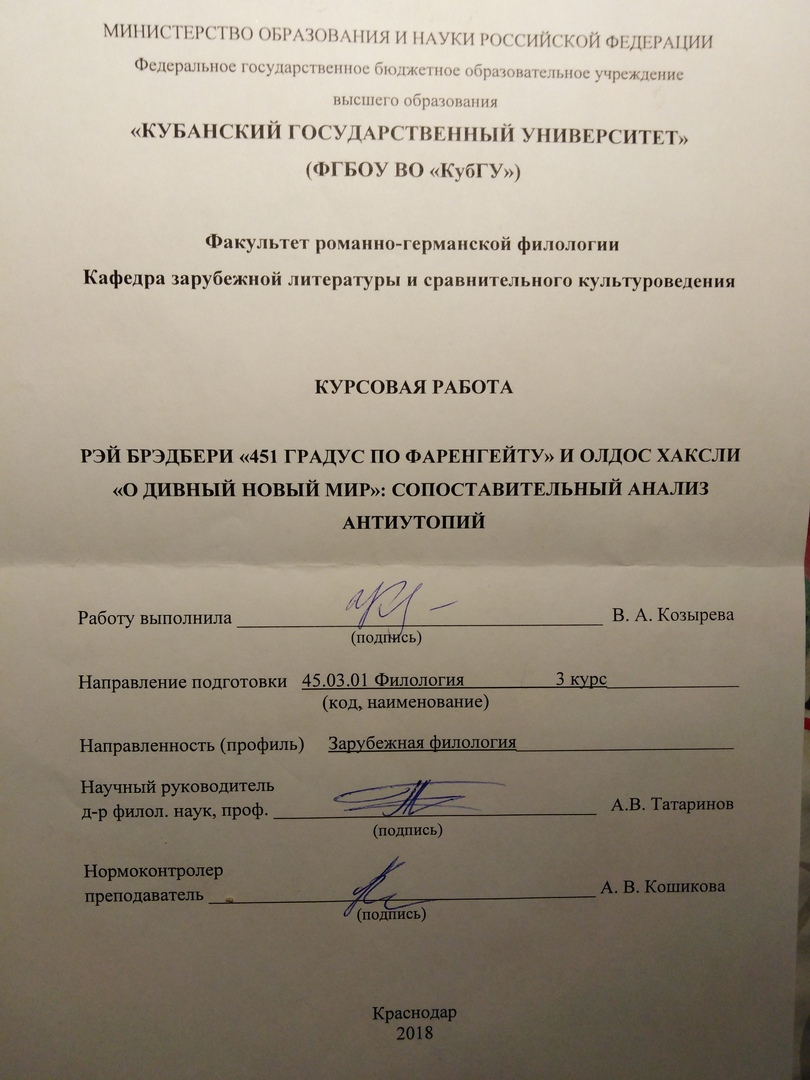 МИНИСТЕРСТВО ОБРАЗОВАНИЯ И НАУКИ РОССИЙСКОЙ ФЕДЕРАЦИИ
Федеральное государственное бюджетное образовательное учреждение
высшего образования
«КУБАНСКИЙ ГОСУДАРСТВЕННЫЙ УНИВЕРСИТЕТ»
(ФГБОУ ВО «КубГУ»)
Факультет романно-германской филологии
Кафедра зарубежной литературы и сравнительного культуроведения
КУРСОВАЯ РАБОТА
РЭЙ БРЭДБЕРИ «451 ГРАДУС ПО ФАРЕНГЕЙТУ» И ОЛДОС ХАКСЛИ
«О ДИВНЫЙ НОВЫЙ МИР»: СОПОСТАВИТЕЛЬНЫЙ АНАЛИЗ
АНТИУТОПИЙ
Работу выполнила В. А. Козырева
(подпись)
Направление подготовки 45.03.01 Филология 3 курс
(код, наименование)
Направленность (профиль) Зарубежная филология
Научный руководитель
д-р филол. наук, проф. А.В. Татаринов
(подпись)
Нормоконтролер
преподаватель А. В. Кошикова
(подпись)
Краснодар
2018